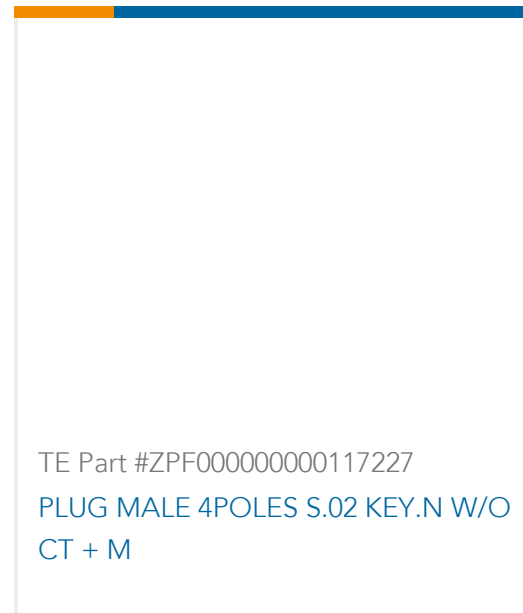 TE Part #ZPF000000000117227
PLUG MALE 4POLES S.02 KEY.N W/O
CT + M